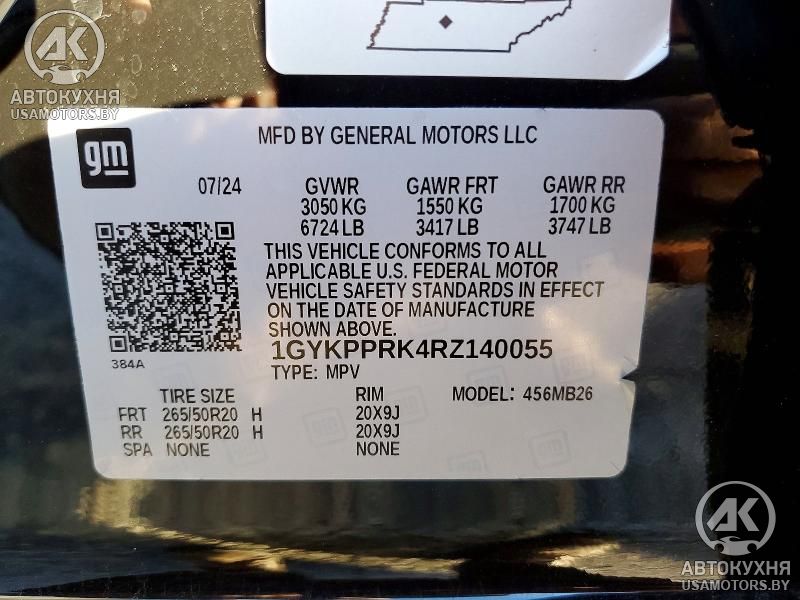 AK
АВТОКУХНЯ
USAMOTORS.BY
gm
MFD BY GENERAL MOTORS LLC
07/24 GVWR GAWR FRT GAWR RR
3050 KG 1550 KG 1700 KG
6724 LB 3417 LB 3747 LB
THIS VEHICLE CONFORMS TO ALL
APPLICABLE U.S. FEDERAL MOTOR
VEHICLE SAFETY STANDARDS IN EFFECT
ON THE DATE OF MANUFACTURE
SHOWN ABOVE.
384A
1GYKPPRK4RZ140055
TYPE: MPV
TIRE SIZE RIM MODEL: 456MB26
FRT 265/50R20 H 20X9J
RR 265/50R20 H 20X9J
SPA NONE NONE
AK
АВТОКУХНЯ
USAMOTORS.BY